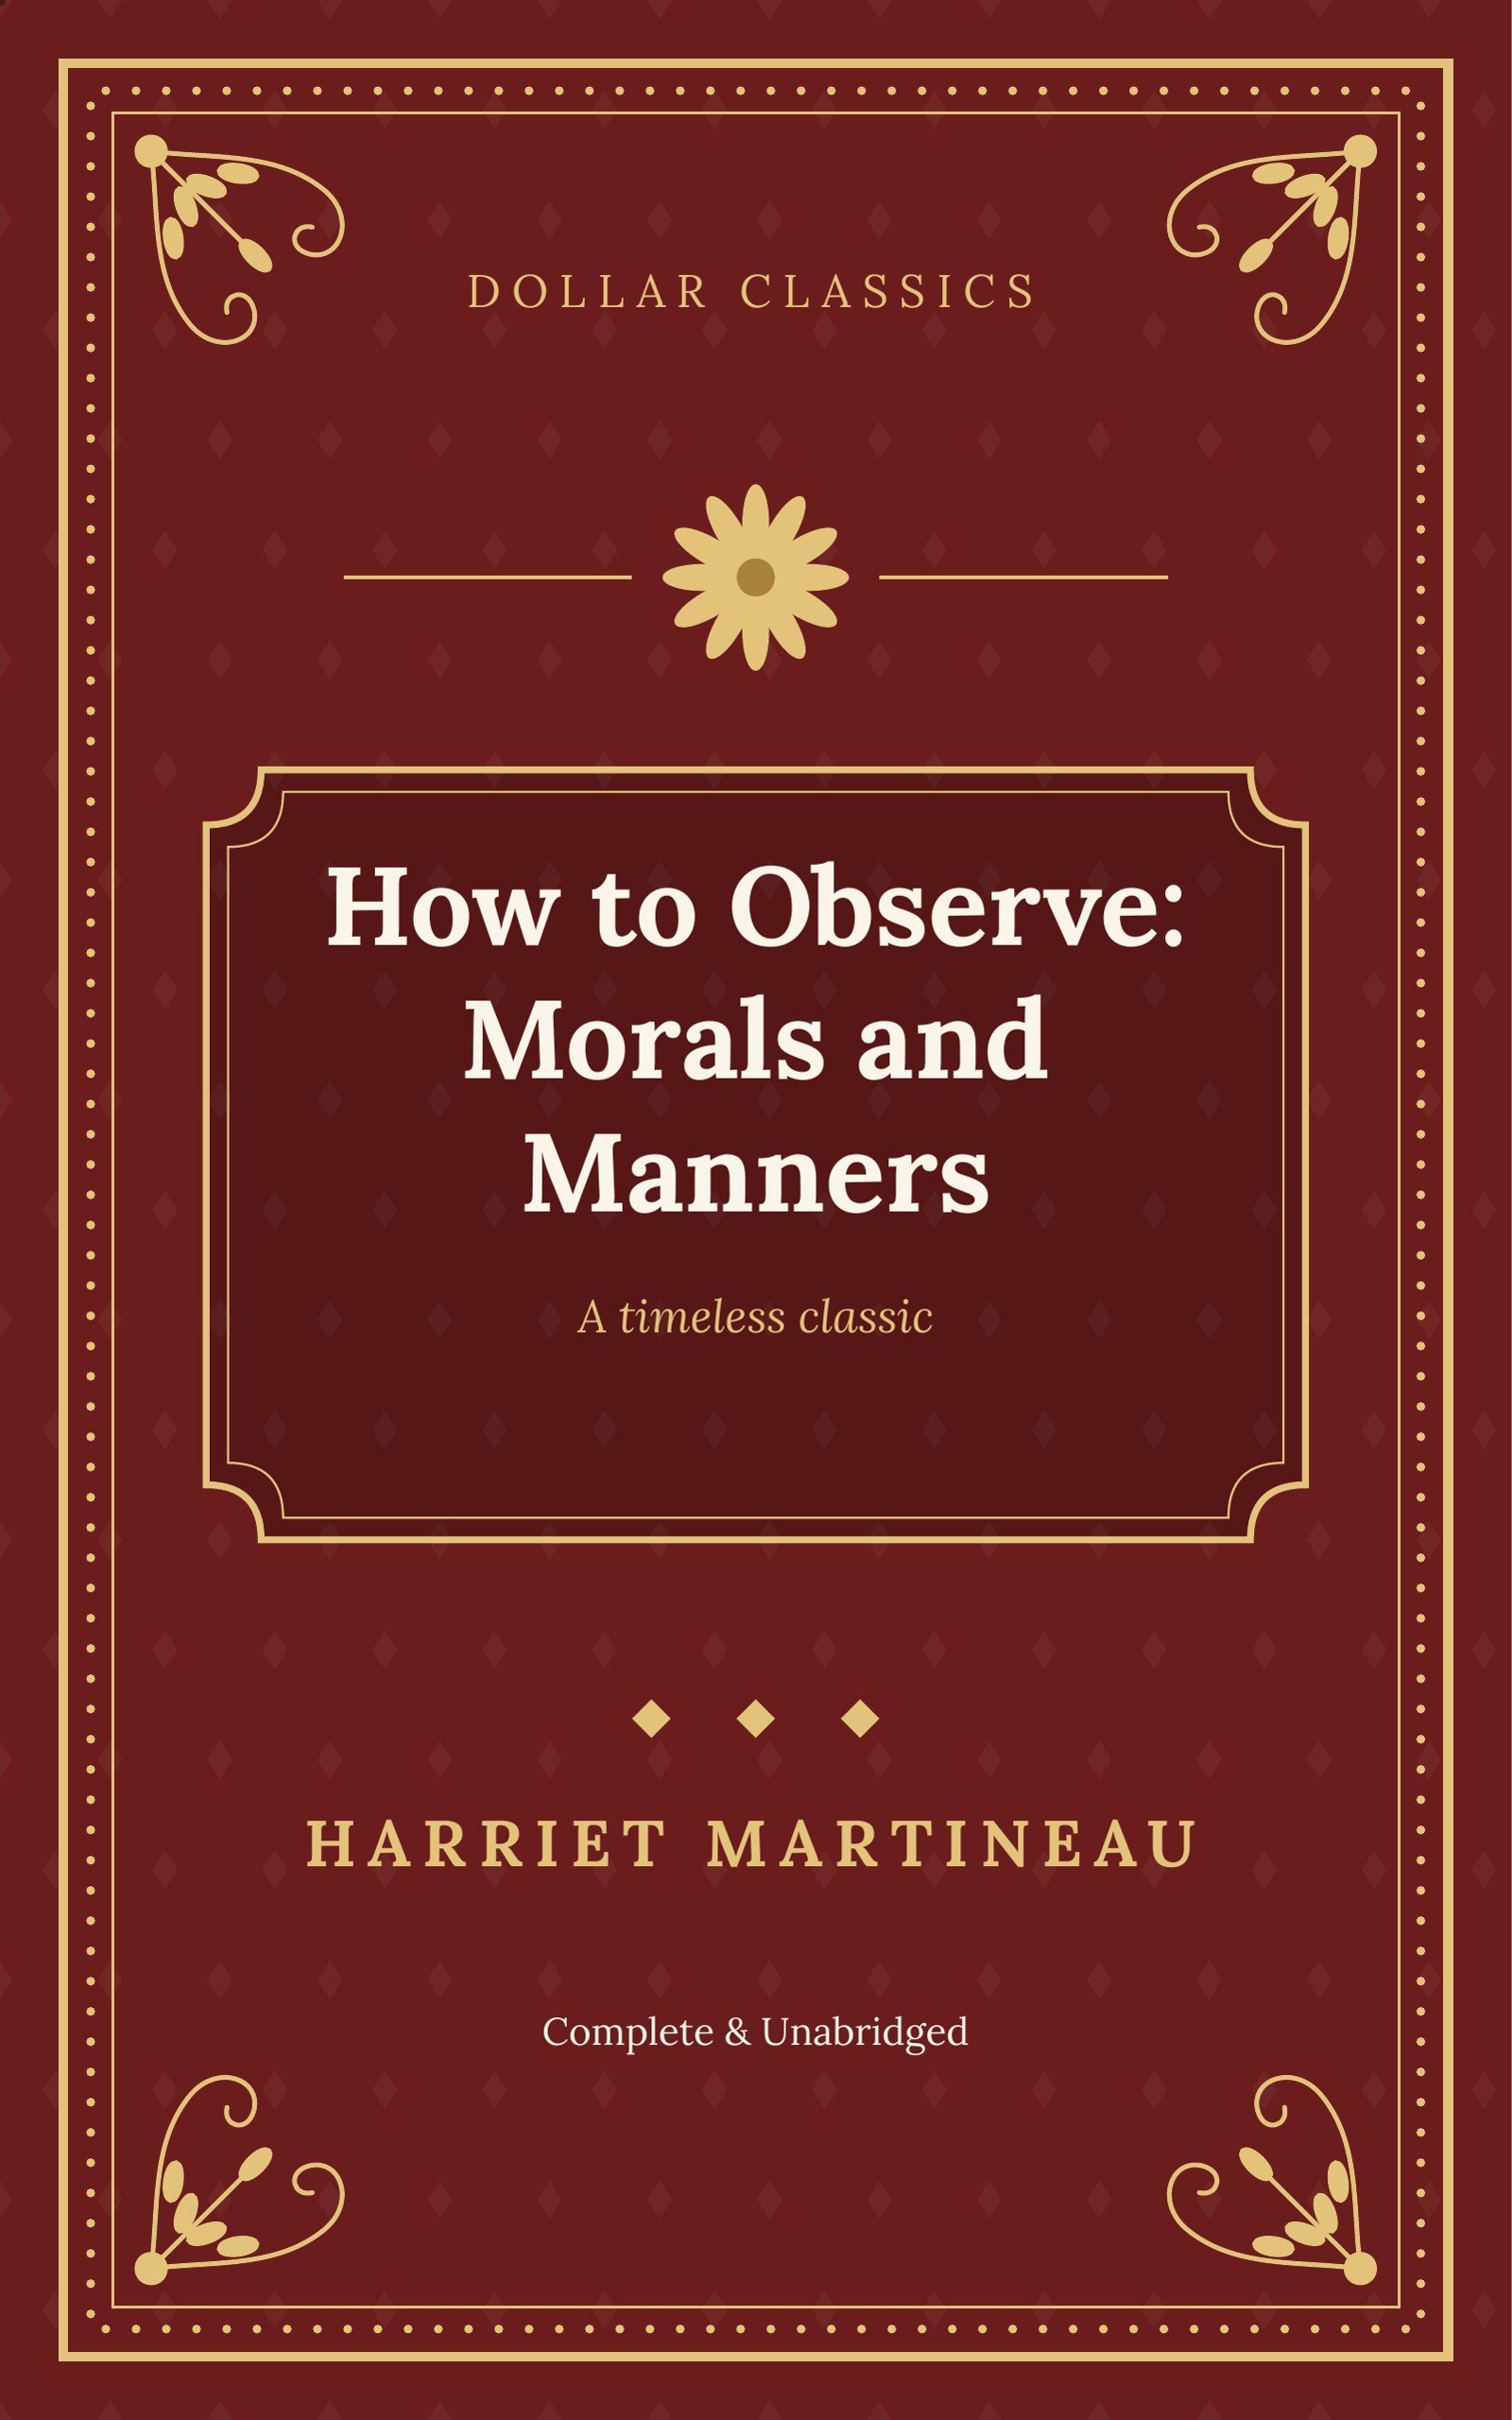 DOLLAR CLASSICS
How to Observe:
Morals and
Manners
A timeless classic
HARRIET MARTINEAU
Complete & Unabridged